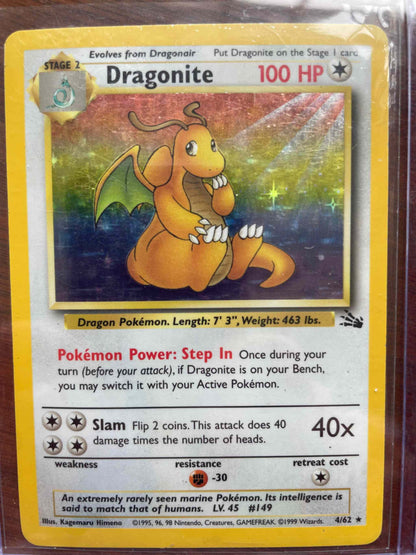 Evolves from Dragonair Put Dragonite on the Stage 1 card
STAGE 2
Dragonite 100 HP
Dragon Pokémon. Length: 7' 3", Weight: 463 lbs.
Pokémon Power: Step In Once during your
turn (before your attack), if Dragonite is on your Bench,
you may switch it with your Active Pokémon.
Slam Flip 2 coins. This attack does 40
damage times the number of heads.
40x
weakness resistance retreat cost
-30
An extremely rarely seen marine Pokémon. Its intelligence is
said to match that of humans. LV. 45 #149
Illus. Kagemaru Himeno ©1995, 96, 98 Nintendo, Creatures, GAMEFREAK. ©1999 Wizards. 4/62 ★